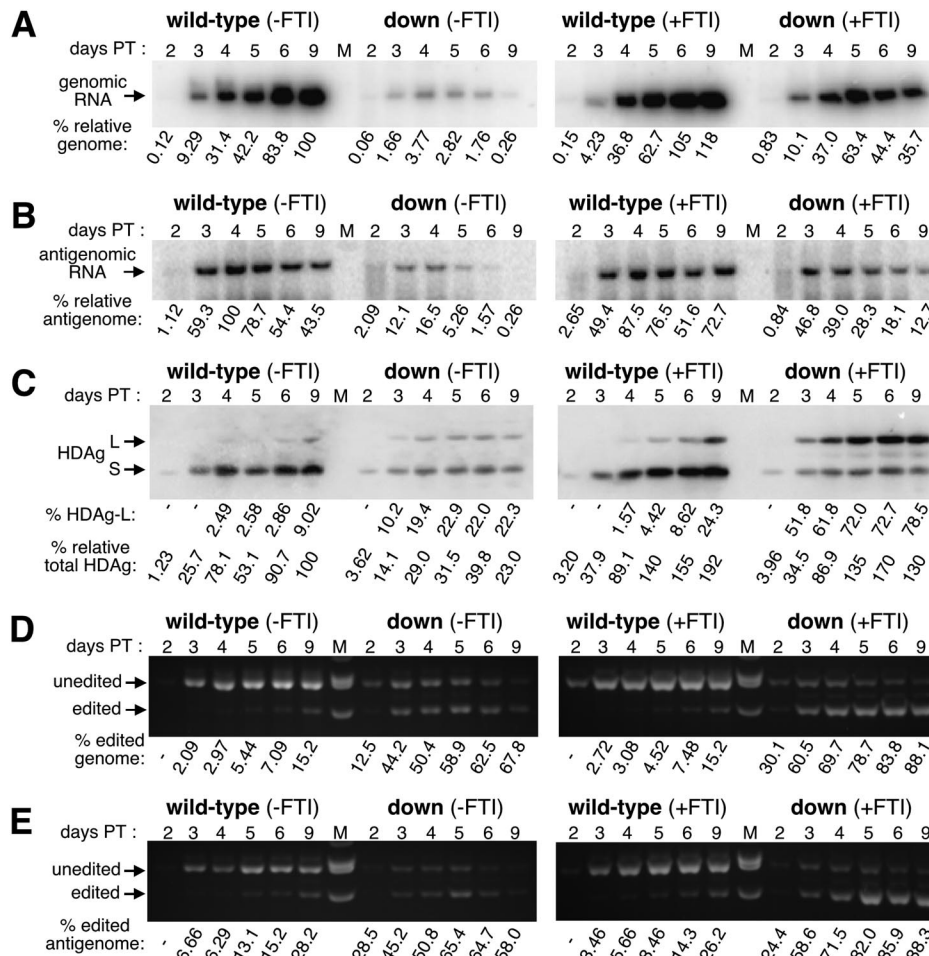 A
wild-type (-FTI) down (-FTI) wild-type (+FTI) down (+FTI)
days PT : 2 3 4 5 6 9 M 2 3 4 5 6 9 2 3 4 5 6 9 M 2 3 4 5 6 9
genomic
RNA
% relative
genome: 0.12 9.29 31.4 42.2 83.8 100 0.06 1.66 3.77 2.82 1.76 0.26 0.15 4.23 36.8 62.7 105 118 0.83 10.1 37.0 63.4 44.4 35.7
B
wild-type (-FTI) down (-FTI) wild-type (+FTI) down (+FTI)
days PT : 2 3 4 5 6 9 M 2 3 4 5 6 9 2 3 4 5 6 9 M 2 3 4 5 6 9
antigenomic
RNA
% relative
antigenome: 1.12 59.3 100 78.7 54.4 43.5 2.09 12.1 16.5 5.26 1.57 0.26 2.65 49.4 87.5 76.5 51.6 72.7 0.84 46.8 39.0 28.3 18.1 12.7
C
wild-type (-FTI) down (-FTI) wild-type (+FTI) down (+FTI)
days PT : 2 3 4 5 6 9 M 2 3 4 5 6 9 2 3 4 5 6 9 M 2 3 4 5 6 9
L
HDAg
S
% HDAg-L: - - 2.49 2.58 2.86 9.02 - 10.2 19.4 22.9 22.0 22.3 - - 1.57 4.42 8.62 24.3 - 51.8 61.8 72.0 72.7 78.5
% relative
total HDAg: 1.23 25.7 78.1 53.1 90.7 100 3.62 14.1 29.0 31.5 39.8 23.0 3.20 37.9 89.1 140 155 192 3.96 34.5 86.9 135 170 130
D
wild-type (-FTI) down (-FTI) wild-type (+FTI) down (+FTI)
days PT : 2 3 4 5 6 9 M 2 3 4 5 6 9 2 3 4 5 6 9 M 2 3 4 5 6 9
unedited
edited
% edited
genome: - 2.09 2.97 5.44 7.09 15.2 12.5 44.2 50.4 58.9 62.5 67.8 - 2.72 3.08 4.52 7.48 15.2 30.1 60.5 69.7 78.7 83.8 88.1
E
wild-type (-FTI) down (-FTI) wild-type (+FTI) down (+FTI)
days PT : 2 3 4 5 6 9 M 2 3 4 5 6 9 2 3 4 5 6 9 M 2 3 4 5 6 9
unedited
edited
% edited
antigenome: - 6.66 6.29 13.1 15.2 28.2 28.5 45.2 50.8 65.4 64.7 58.0 - 5.66 14.3 26.2 24.4 58.6 71.5 82.0 85.9 88.3